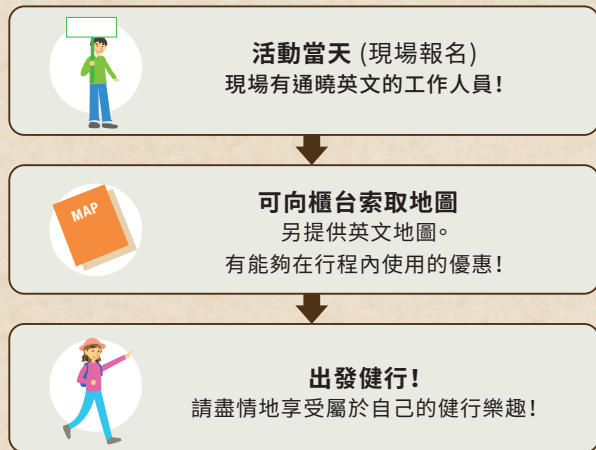 活動當天 (現場報名)
現場有通曉英文的工作人員!
MAP
可向櫃台索取地圖
另提供英文地圖。
有能夠在行程內使用的優惠!
出發健行!
請盡情地享受屬於自己的健行樂趣!